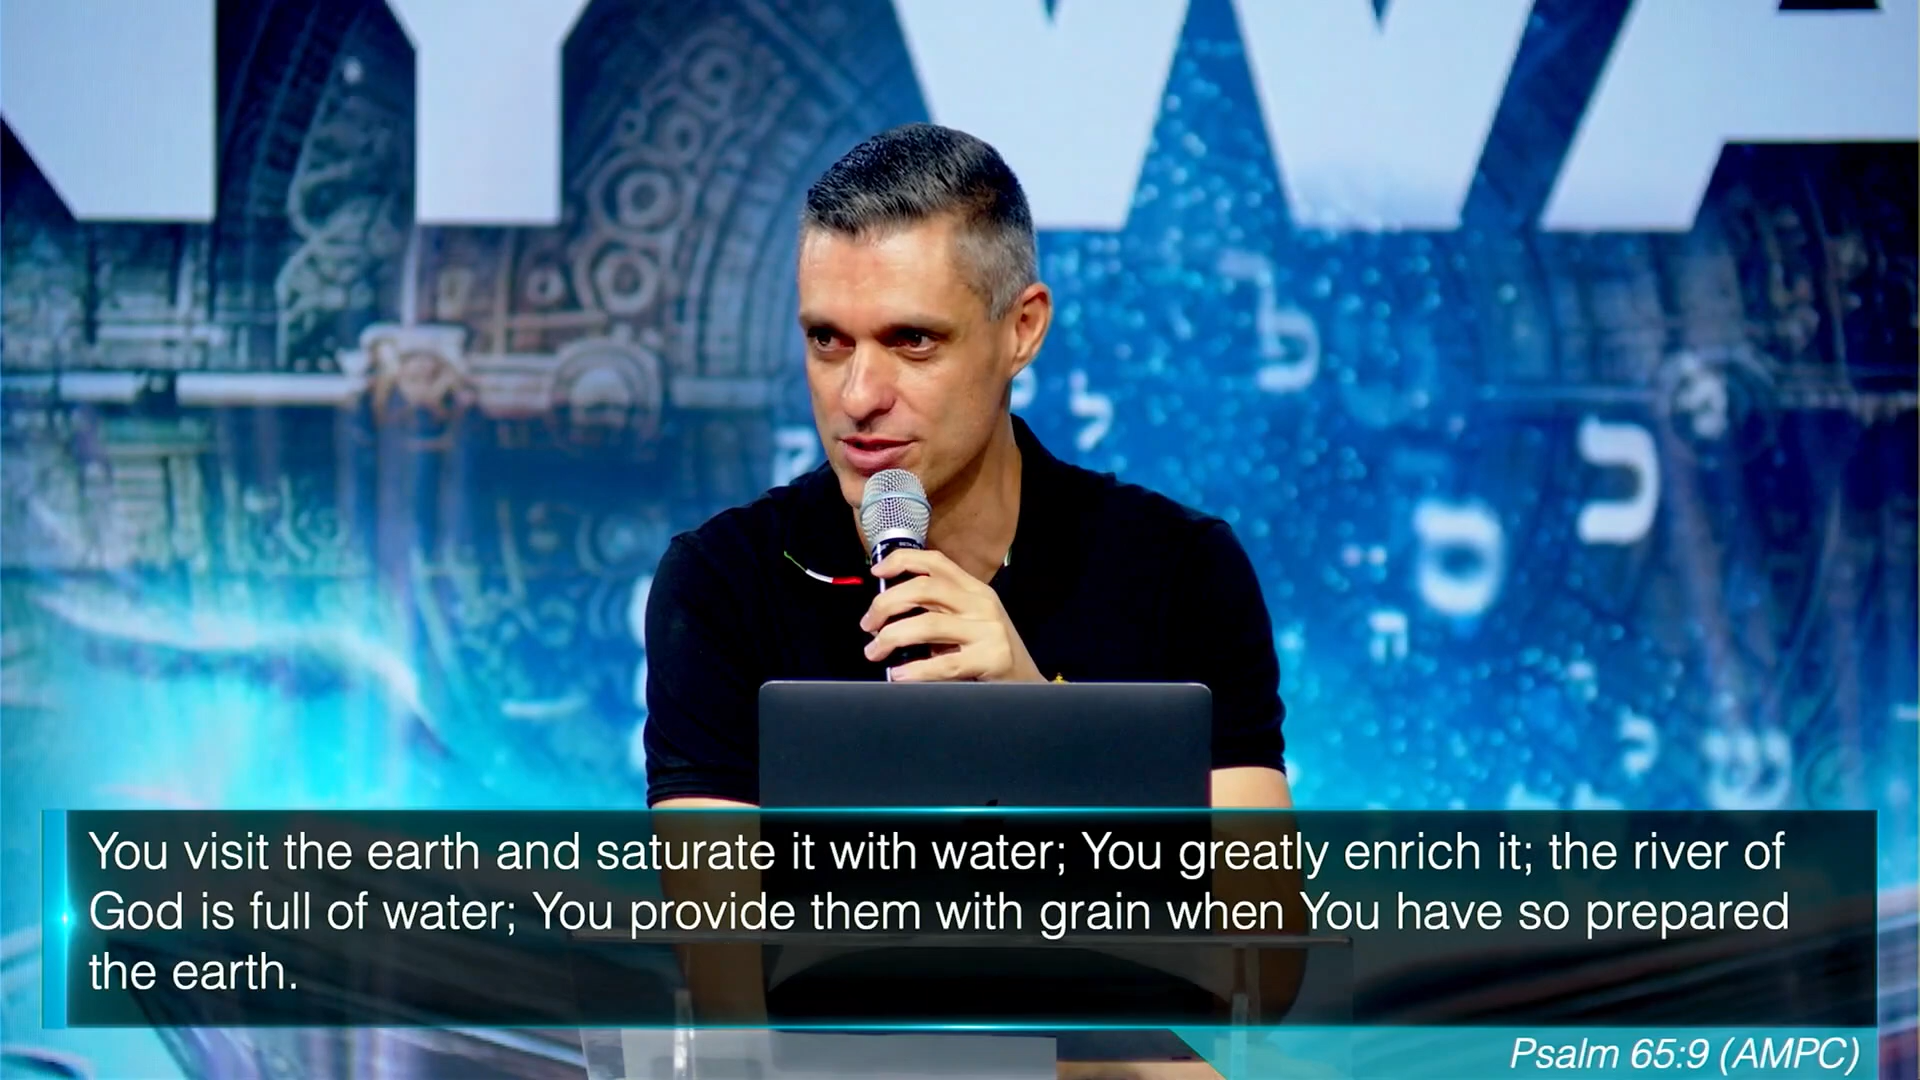 Y WA
You visit the earth and saturate it with water; You greatly enrich it; the river of
God is full of water; You provide them with grain when You have so prepared
the earth.
Psalm 65:9 (AMPC)